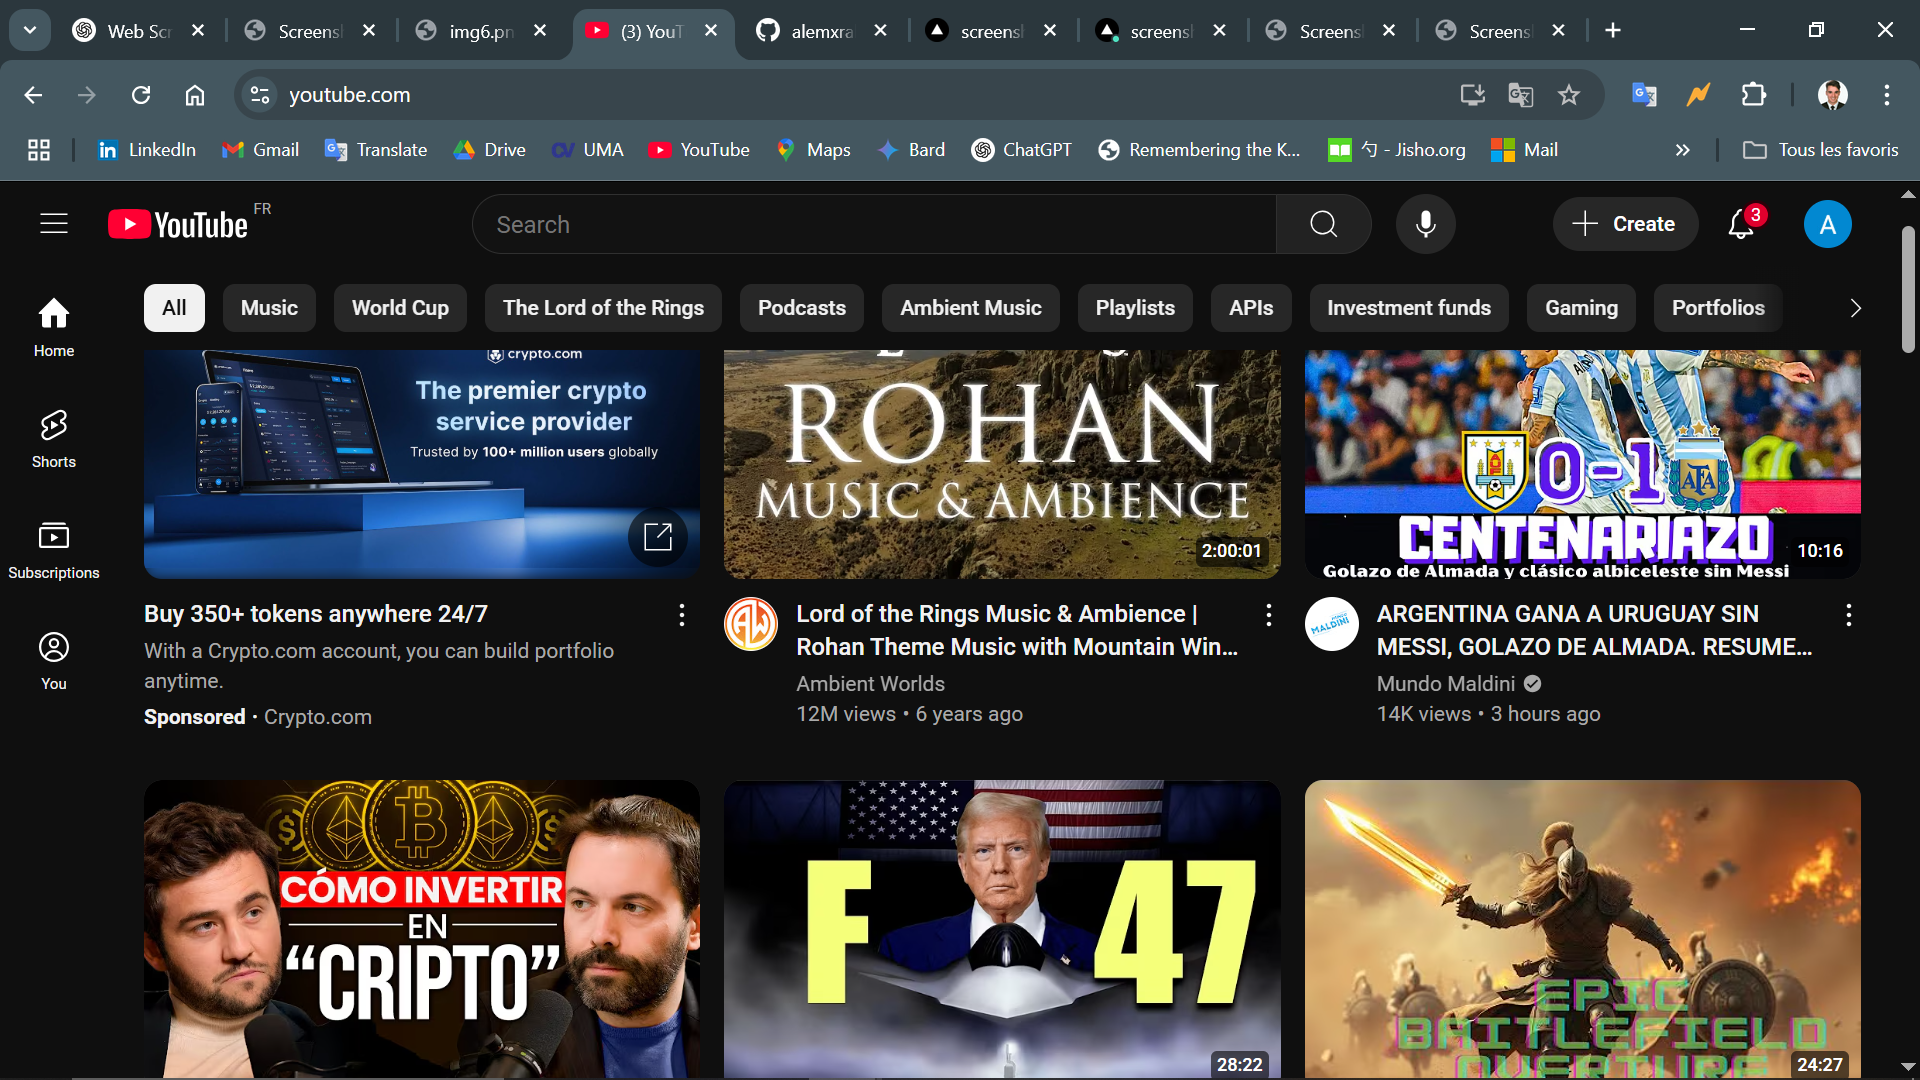 Web Scr
Screensh
img6.pn
(3) YouT
alemxra
screensh
screensh
Screens
Screens
youtube.com
LinkedIn
Gmail
Translate
Drive
UMA
YouTube
Maps
Bard
ChatGPT
Remembering the K...
勺 - Jisho.org
Mail
Tous les favoris
YouTube FR
Search
Create
3
A
Home
Shorts
Subscriptions
You
All
Music
World Cup
The Lord of the Rings
Podcasts
Ambient Music
Playlists
APIs
Investment funds
Gaming
Portfolios
crypto.com
The premier crypto
service provider
Trusted by 100+ million users globally
Buy 350+ tokens anywhere 24/7
With a Crypto.com account, you can build portfolio
anytime.
Sponsored · Crypto.com
ROHAN
MUSIC & AMBIENCE
2:00:01
Lord of the Rings Music & Ambience |
Rohan Theme Music with Mountain Win...
Ambient Worlds
12M views • 6 years ago
0-1
AFA
CENTENARIAZO
Golazo de Almada y clásico albiceleste sin Messi
10:16
MALDINI
ARGENTINA GANA A URUGUAY SIN
MESSI, GOLAZO DE ALMADA. RESUME...
Mundo Maldini
14K views • 3 hours ago
CÓMO INVERTIR
EN
“CRIPTO”
F 47
28:22
EPIC
BAITLEFIELD
OVERTURE
24:27